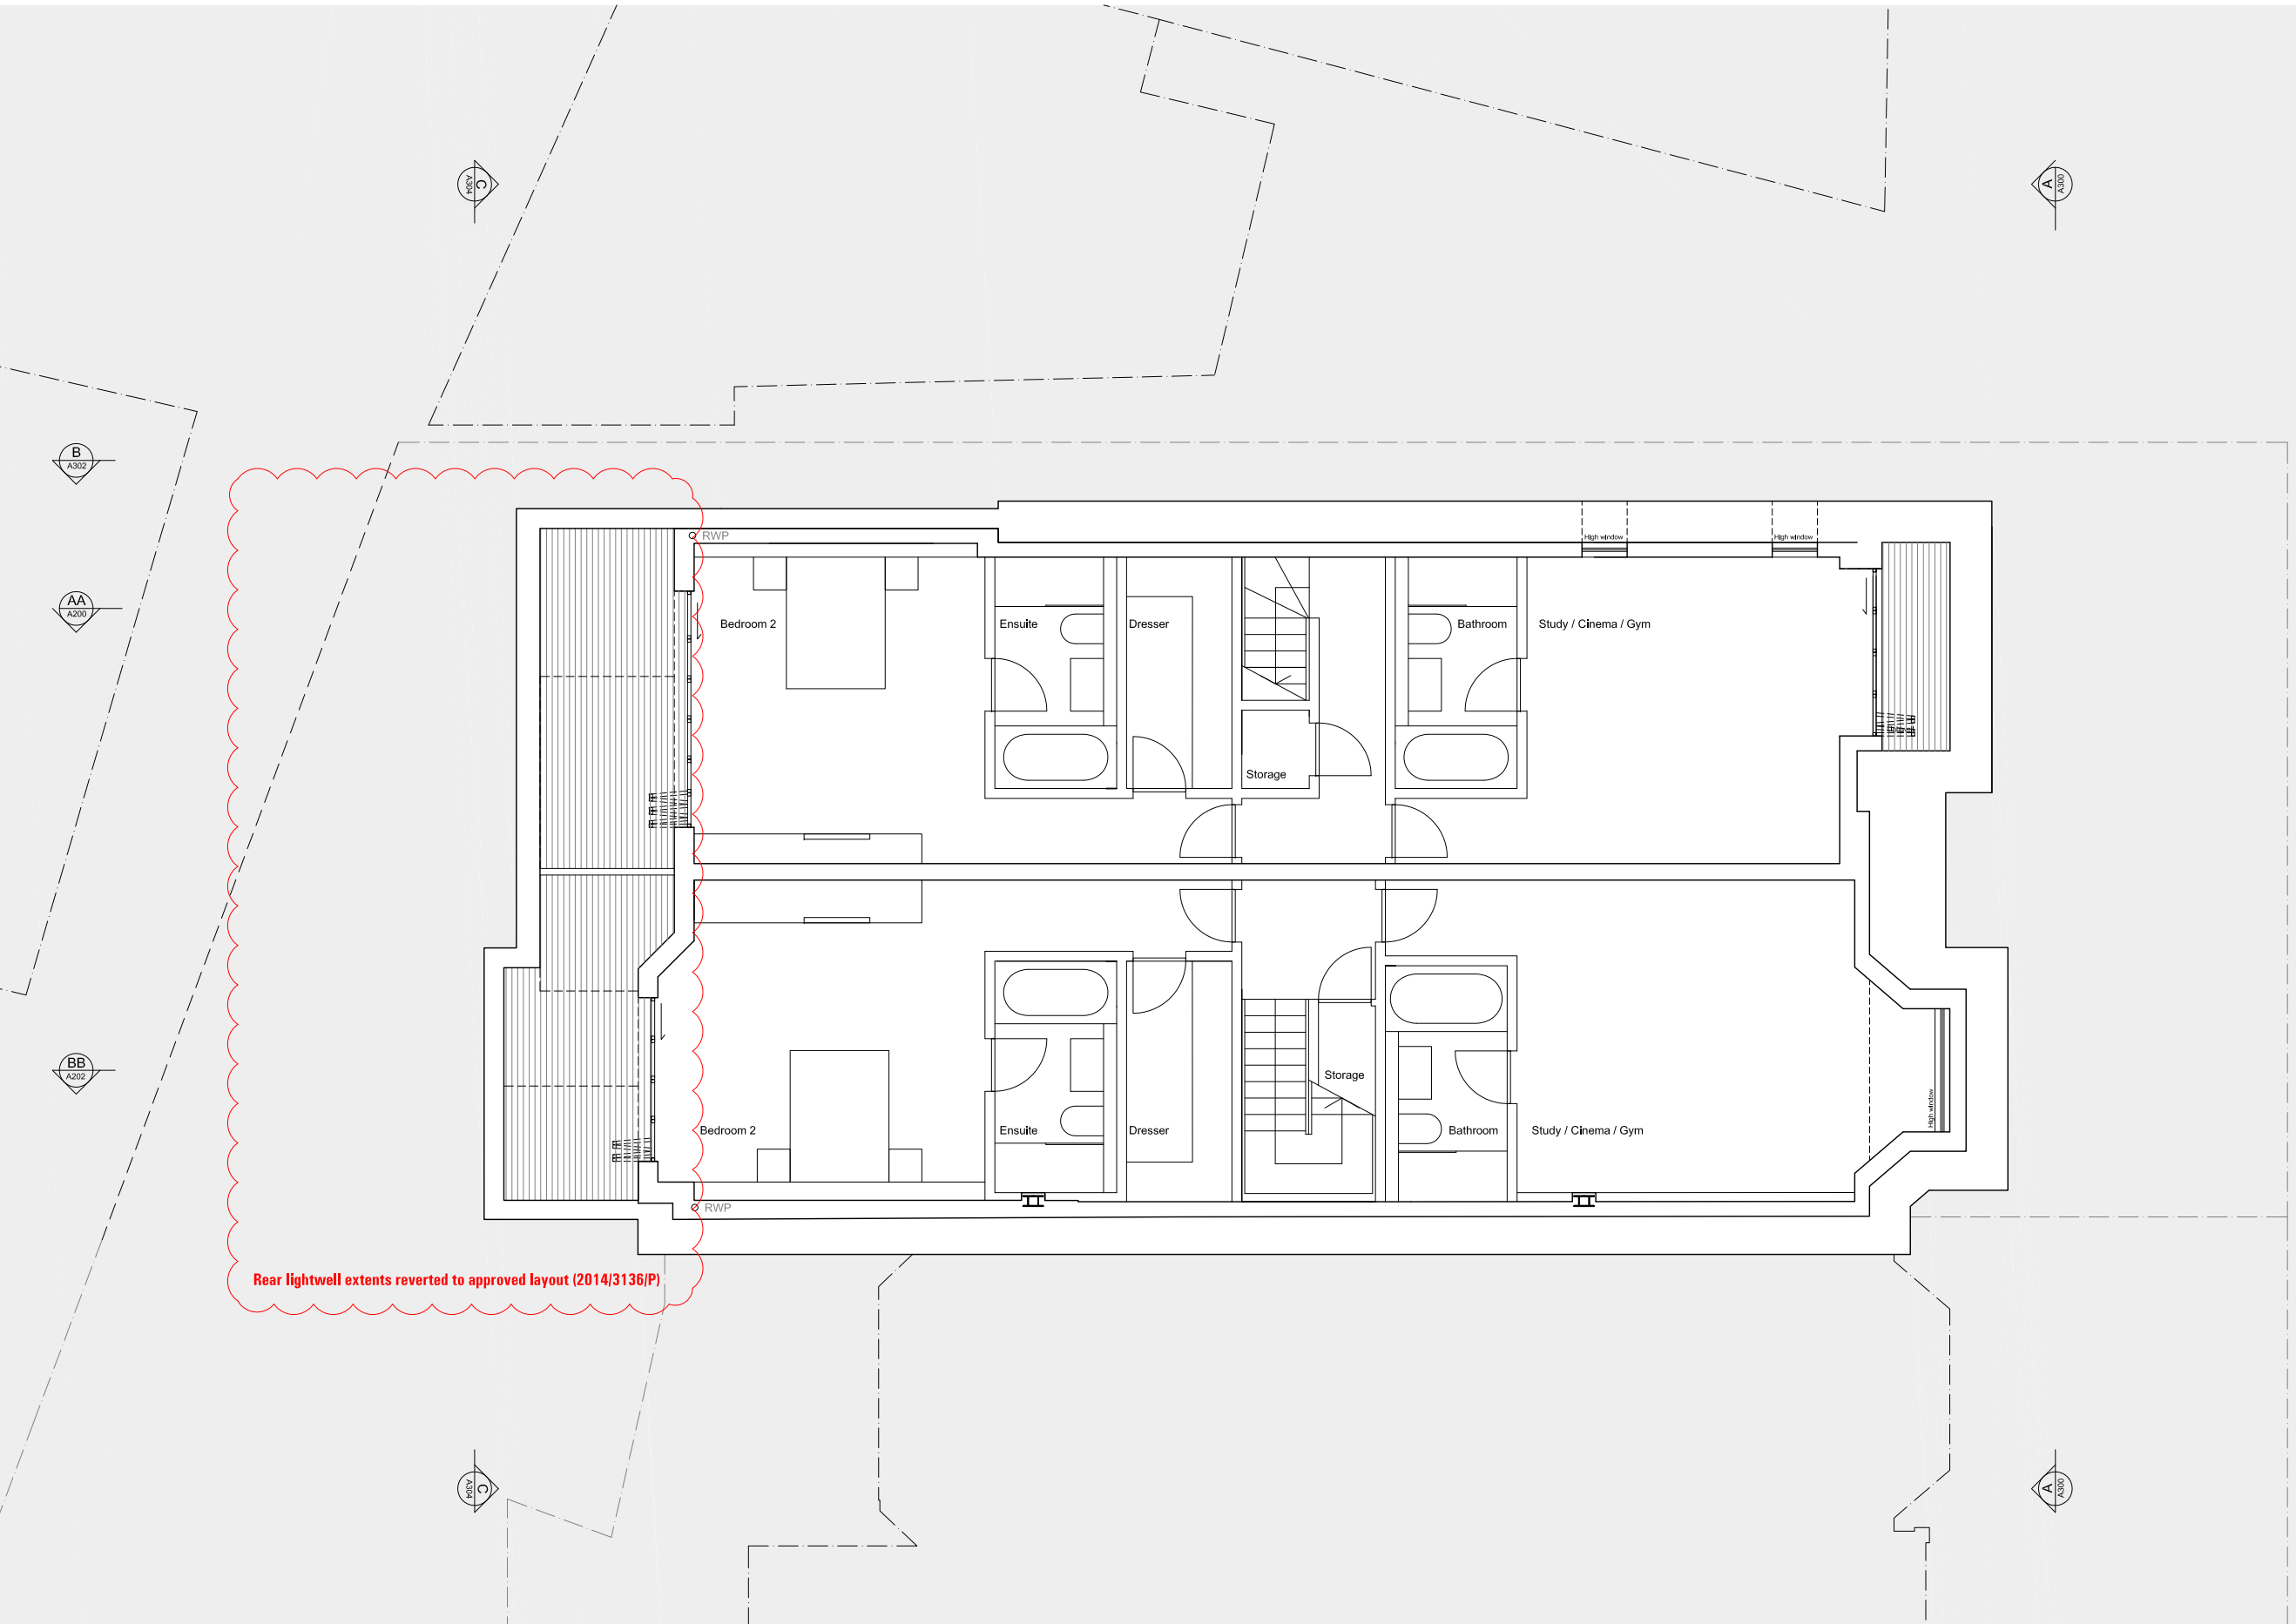 C
A304
A
A300
B
A302
RWP
High window
High window
AA
A200
Bedroom 2
Ensuite
Dresser
Bathroom
Study / Cinema / Gym
Storage
BB
A202
Storage
High window
Bedroom 2
Ensuite
Dresser
Bathroom
Study / Cinema / Gym
RWP
Rear lightwell extents reverted to approved layout (2014/3136/P)
C
A304
A
A300